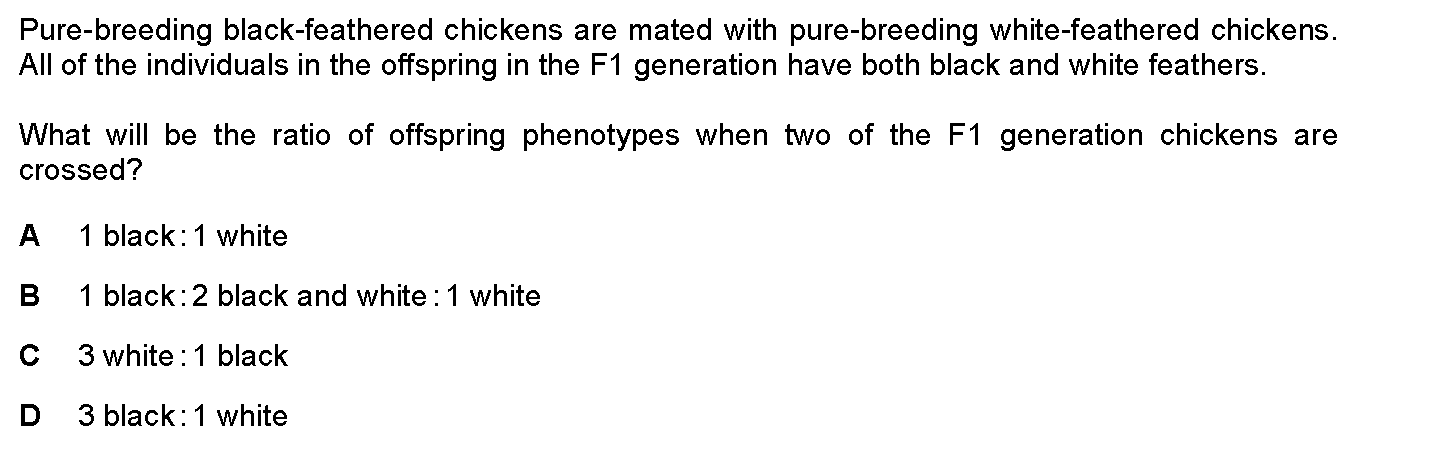 Pure-breeding black-feathered chickens are mated with pure-breeding white-feathered chickens.
All of the individuals in the offspring in the F1 generation have both black and white feathers.
What will be the ratio of offspring phenotypes when two of the F1 generation chickens are
crossed?
A 1 black : 1 white
B 1 black : 2 black and white : 1 white
C 3 white : 1 black
D 3 black : 1 white